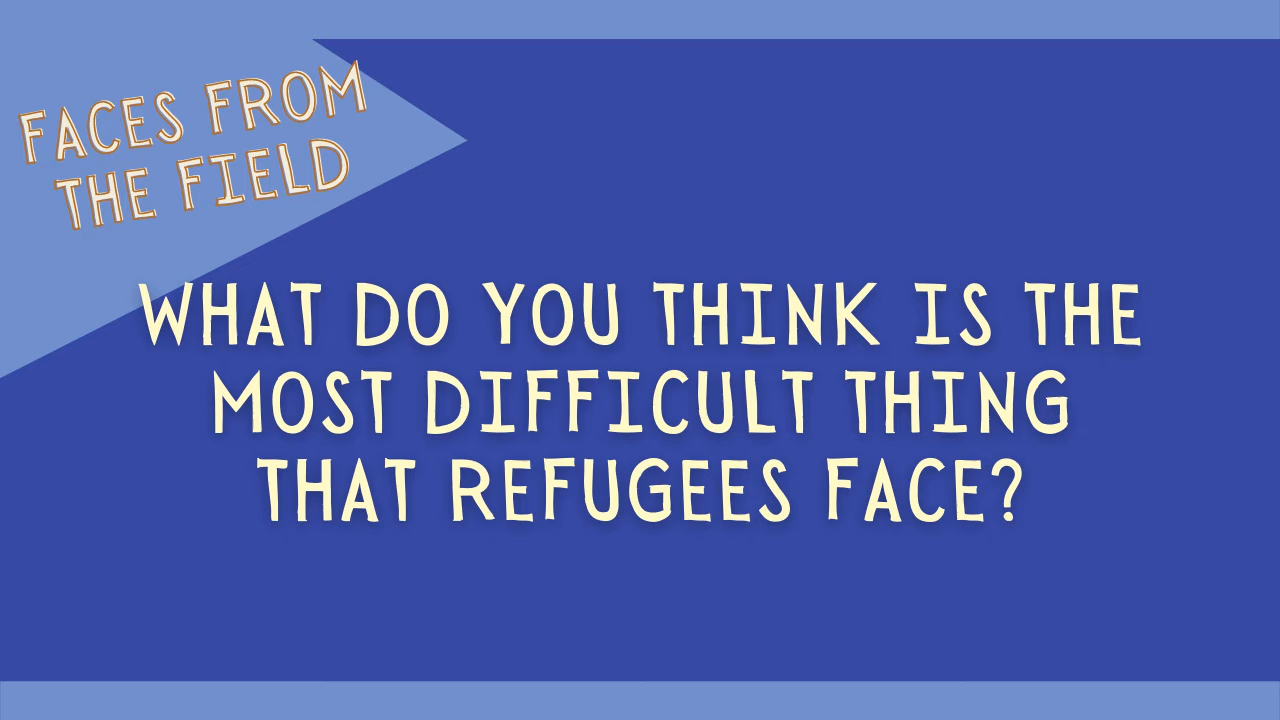 FACES FROM
THE FIELD
WHAT DO YOU THINK IS THE
MOST DIFFICULT THING
THAT REFUGEES FACE?